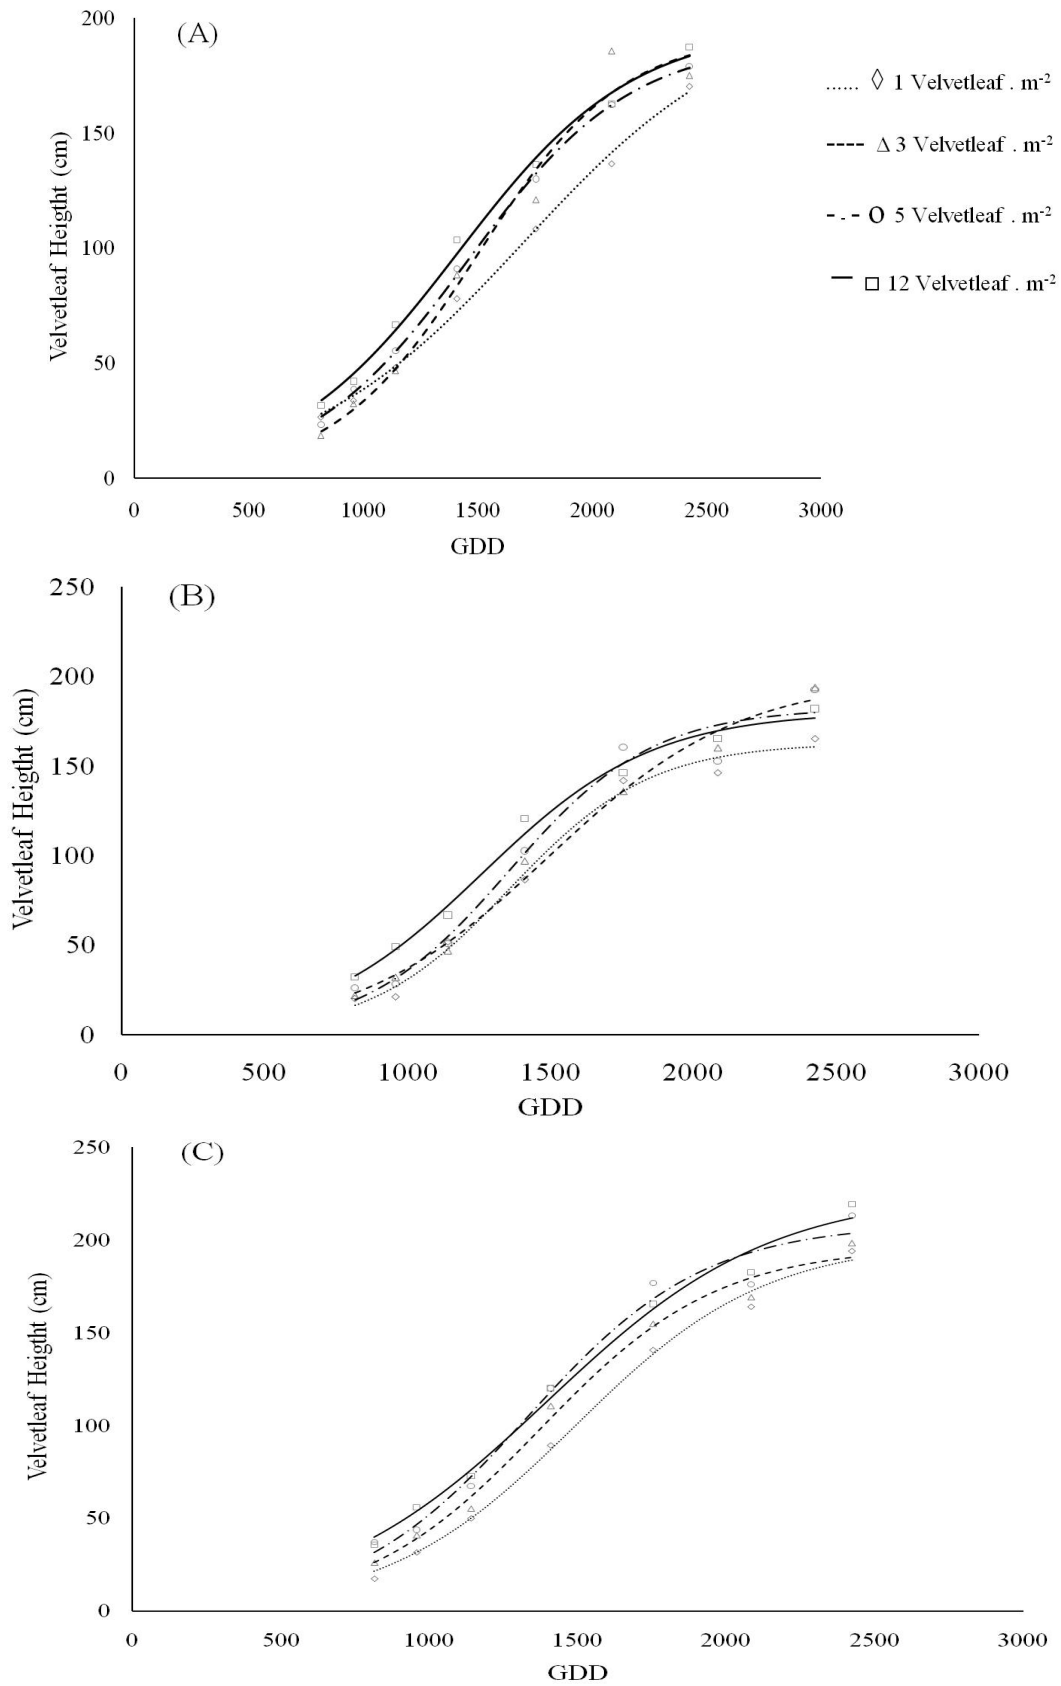 (A)
200
150
100
50
0
Velvetleaf Heigtht (cm)
0 500 1000 1500 2000 2500 3000
GDD
...... ◊ 1 Velvetleaf . m-2
---- Δ 3 Velvetleaf . m-2
- . - O 5 Velvetleaf . m-2
— □ 12 Velvetleaf . m-2
(B)
250
200
150
100
50
0
Velvetleaf Heigtht (cm)
0 500 1000 1500 2000 2500 3000
GDD
(C)
250
200
150
100
50
0
Velvetleaf Heigtht (cm)
0 500 1000 1500 2000 2500 3000
GDD